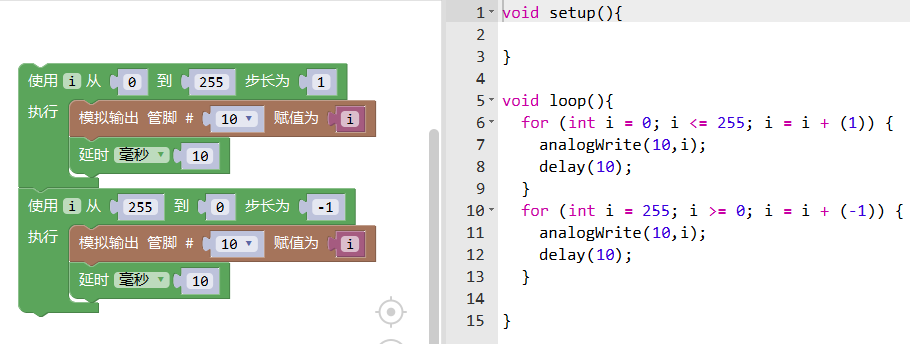 使用 i 从 0 到 255 步长为 1
执行 模拟输出 管脚 # 10 赋值为 i
延时 毫秒 10
使用 i 从 255 到 0 步长为 -1
执行 模拟输出 管脚 # 10 赋值为 i
延时 毫秒 10
1 void setup(){
2
3 }
4
5 void loop(){
6 for (int i = 0; i <= 255; i = i + (1)) {
7 analogWrite(10,i);
8 delay(10);
9 }
10 for (int i = 255; i >= 0; i = i + (-1)) {
11 analogWrite(10,i);
12 delay(10);
13 }
14
15 }